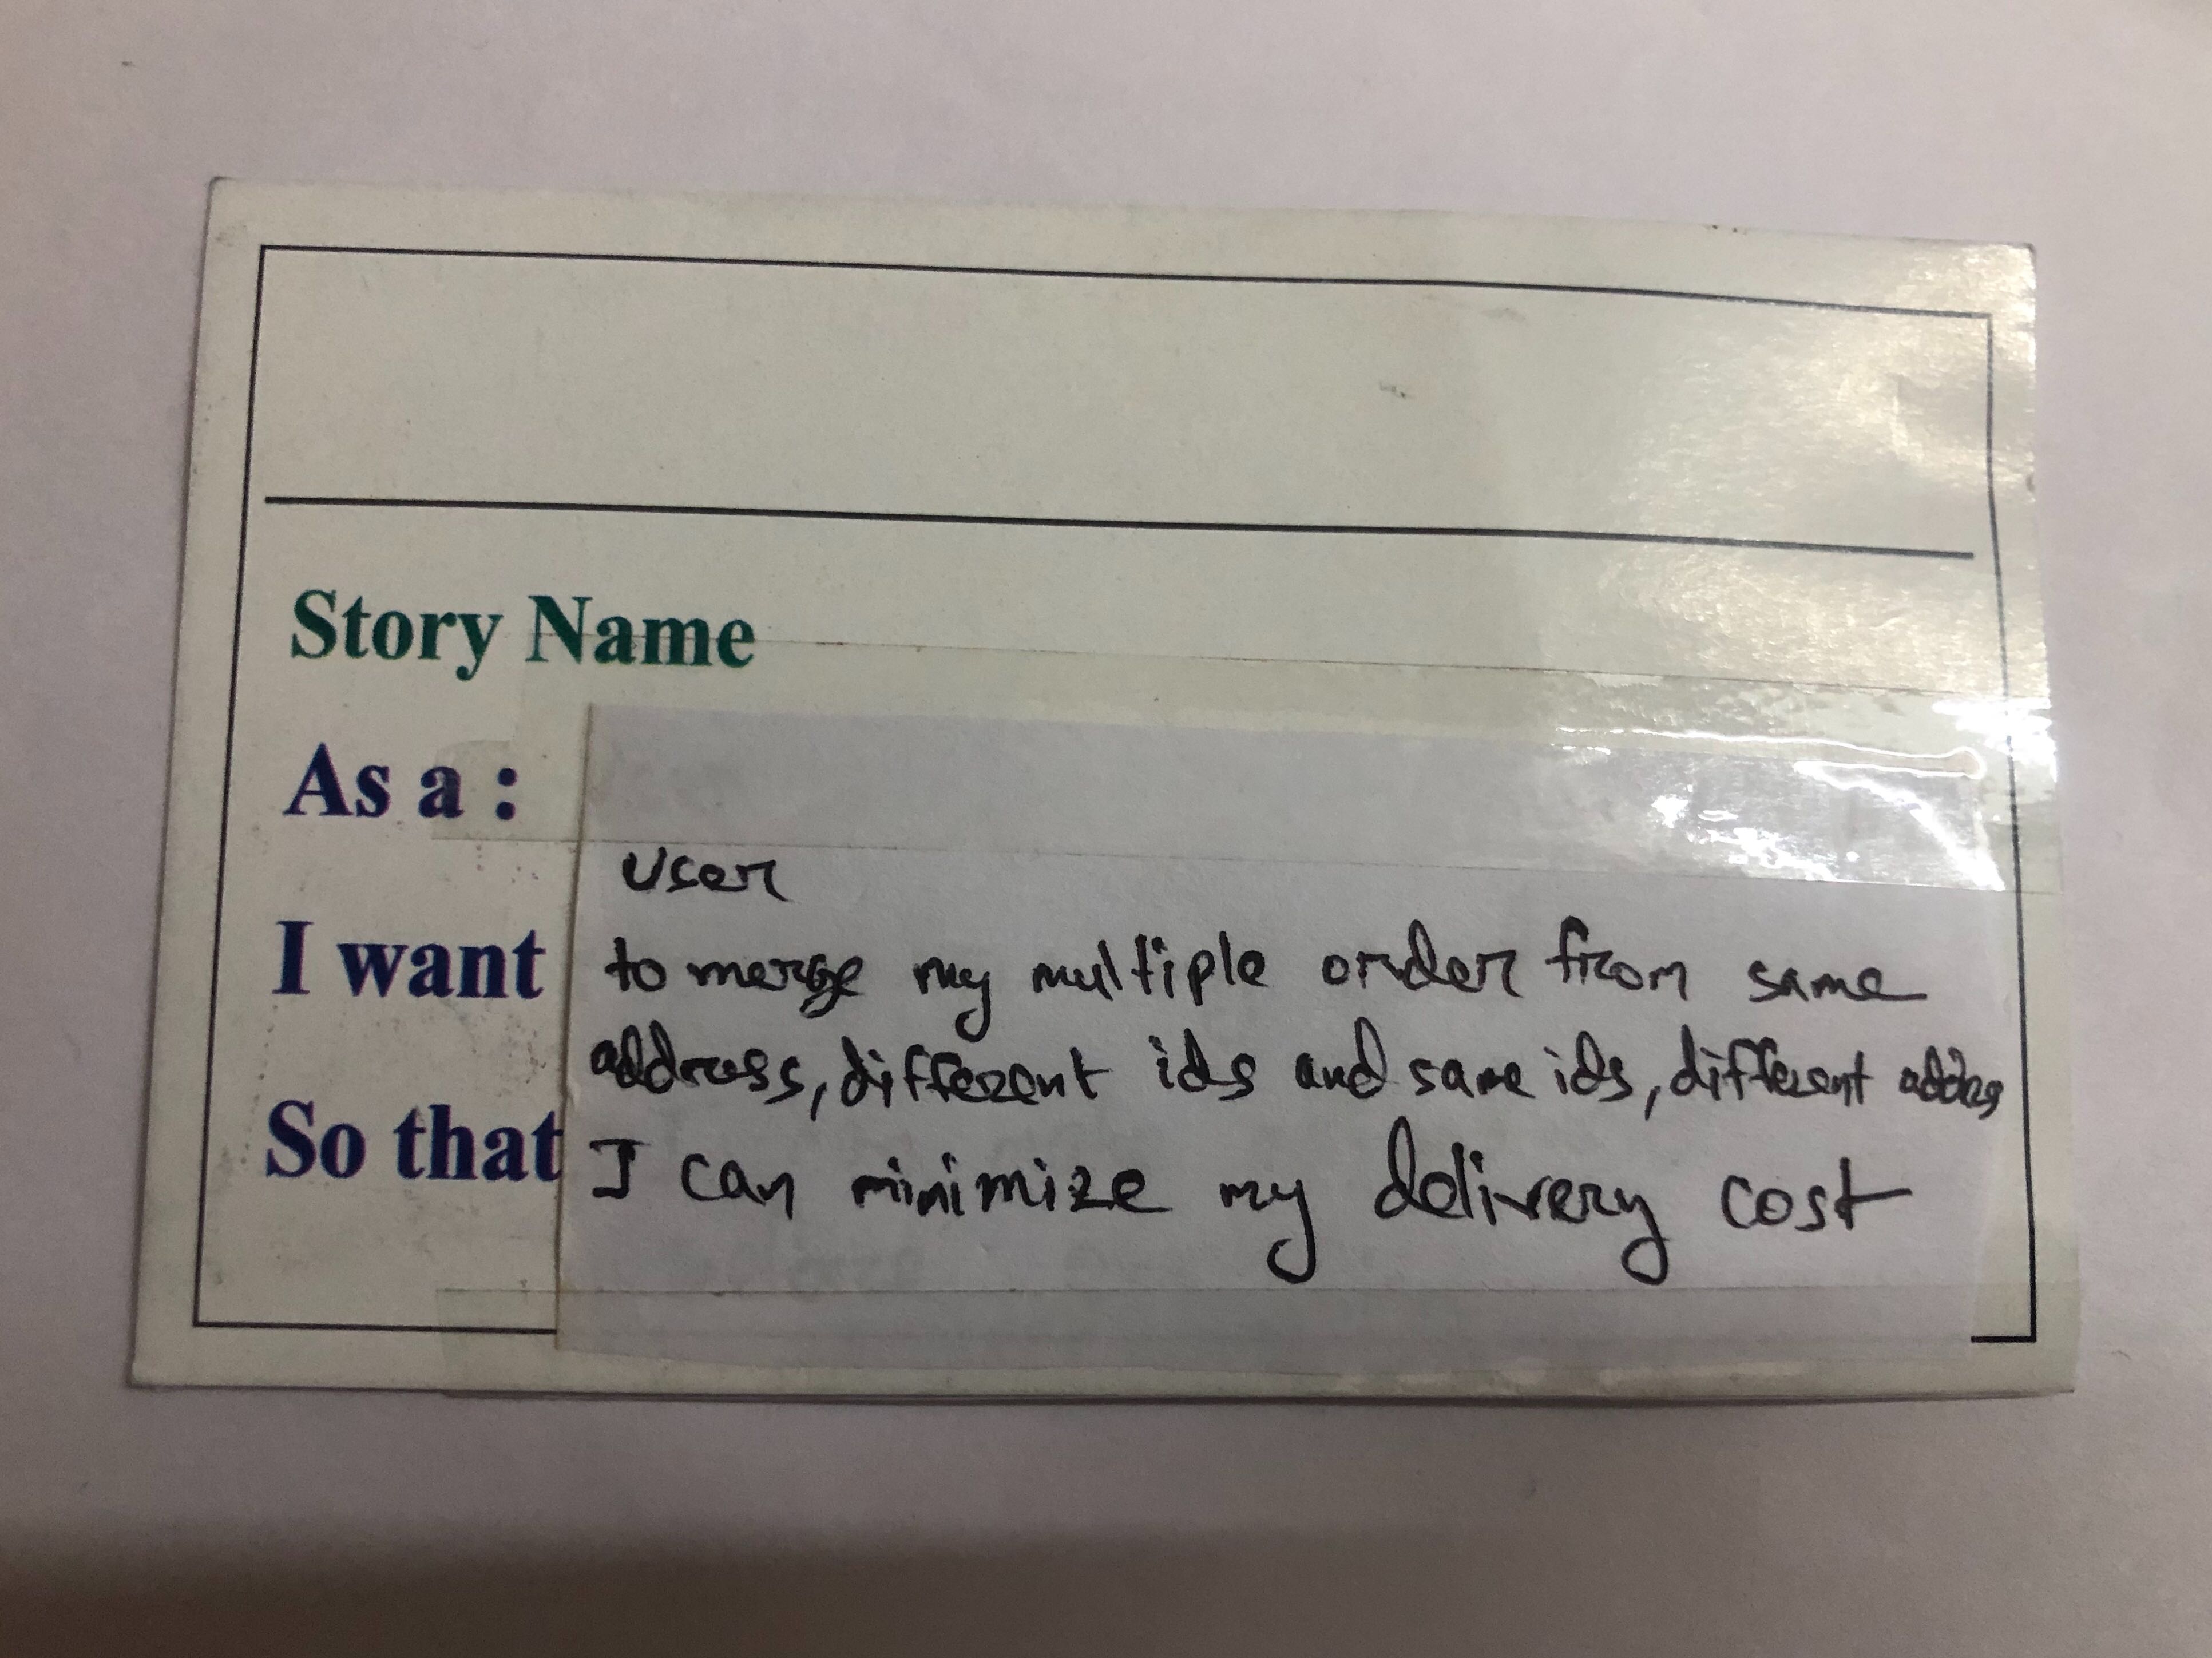 Story Name
As a :
user
I want to merge my multiple order from same
address, different ids and same ids, different address
So that I can minimize my delivery cost